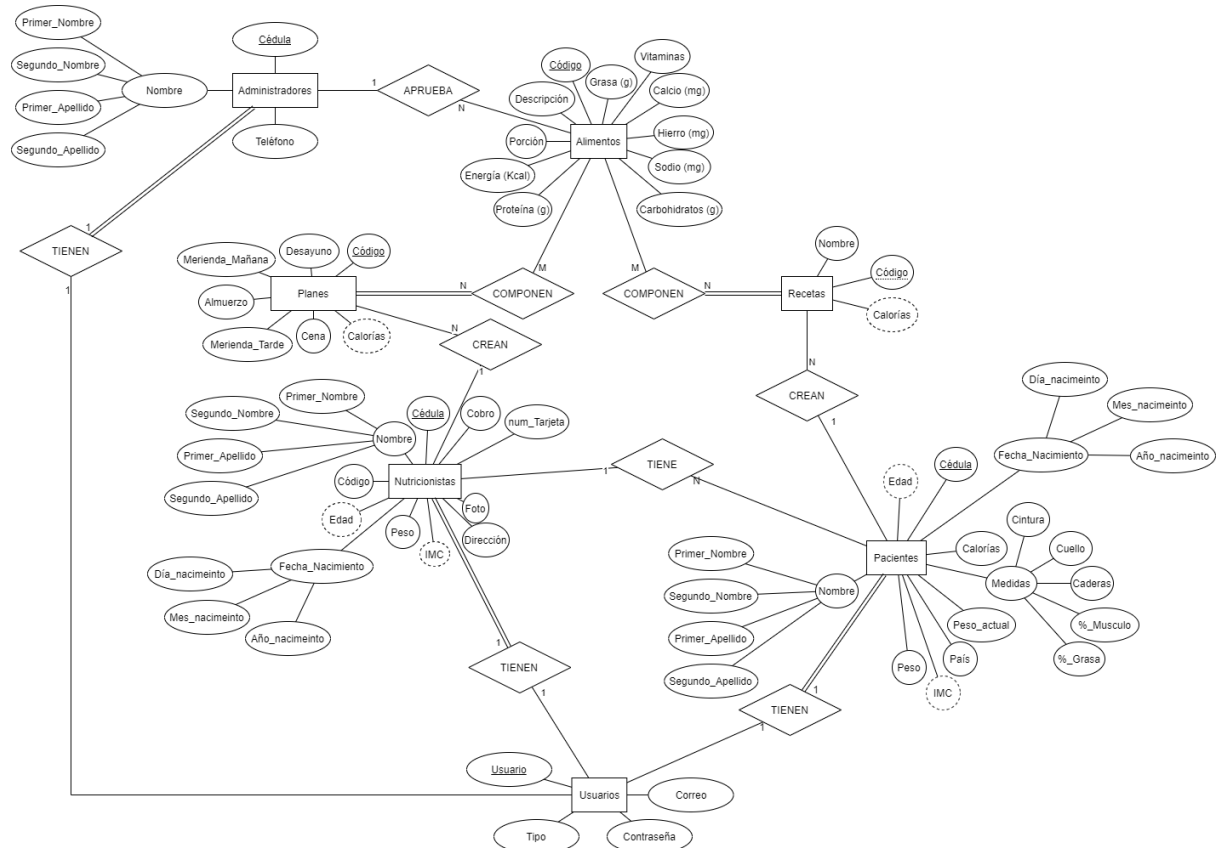 Primer_Nombre
Segundo_Nombre
Primer_Apellido
Segundo_Apellido
Nombre
Cédula
Administradores
Teléfono
1
APRUEBA
N
Código
Vitaminas
Grasa (g)
Descripción
Calcio (mg)
Porción
Alimentos
Hierro (mg)
Sodio (mg)
Energía (Kcal)
Proteína (g)
Carbohidratos (g)
1
TIENEN
1
Merienda_Mañana
Desayuno
Código
Almuerzo
Planes
Merienda_Tarde
Cena
Calorías
N
COMPONEN
M
M
COMPONEN
N
Nombre
Código
Recetas
Calorías
N
CREAN
1
N
CREAN
1
Primer_Nombre
Segundo_Nombre
Primer_Apellido
Segundo_Apellido
Nombre
Cédula
Cobro
num_Tarjeta
Código
Nutricionistas
Edad
Peso
IMC
Foto
Dirección
Fecha_Nacimiento
Día_nacimeinto
Mes_nacimeinto
Año_nacimeinto
1
TIENE
N
Día_nacimeinto
Mes_nacimeinto
Fecha_Nacimiento
Año_nacimeinto
Edad
Cédula
Cintura
Calorías
Cuello
Pacientes
Medidas
Caderas
%_Musculo
%_Grasa
Primer_Nombre
Segundo_Nombre
Nombre
Primer_Apellido
Segundo_Apellido
Peso_actual
País
Peso
IMC
1
TIENEN
1
1
TIENEN
1
Usuario
Usuarios
Correo
Tipo
Contraseña